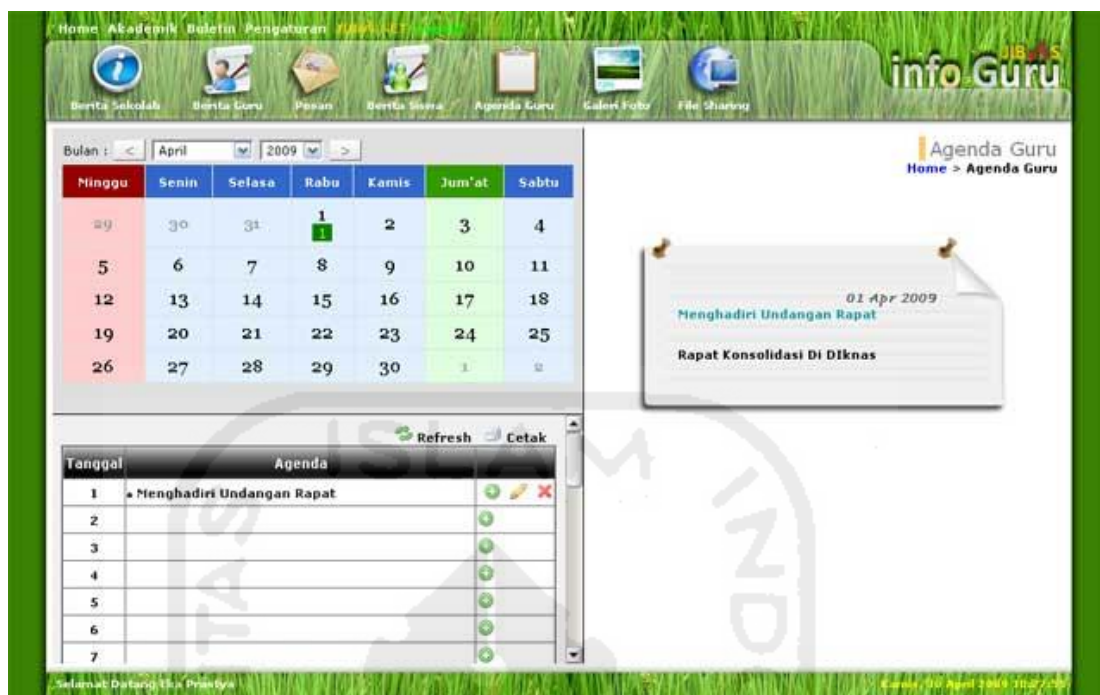 Home Akademik Buletin Pengaturan
JIBAS
info Guru
Berita Sekolah Berita Guru Pesan Berita Siswa Agenda Guru Galeri Foto File Sharing
Bulan : < April 2009 >
Minggu Senin Selasa Rabu Kamis Jum'at Sabtu
29 30 31 1 2 3 4
1
5 6 7 8 9 10 11
12 13 14 15 16 17 18
19 20 21 22 23 24 25
26 27 28 29 30 1 2
Refresh Cetak
Tanggal Agenda
1 Menghadiri Undangan Rapat
2
3
4
5
6
7
Agenda Guru
Home > Agenda Guru
01 Apr 2009
Menghadiri Undangan Rapat
Rapat Konsolidasi Di DIknas
ISLAM IND
TAS
Selamat Datang Eka Prastya